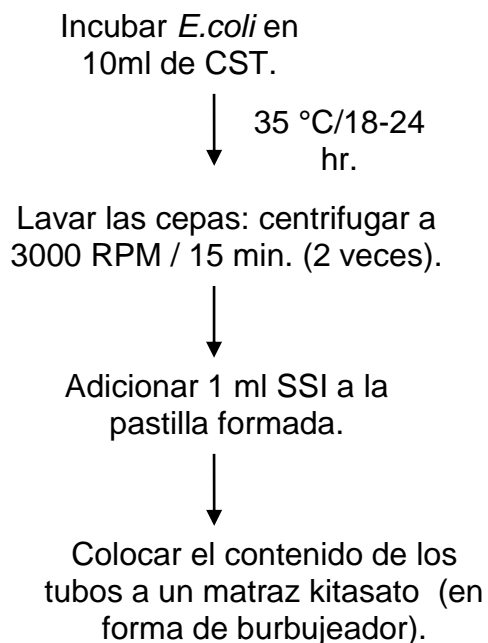 Incubar E.coli en
10ml de CST.
35 °C/18-24
hr.
Lavar las cepas: centrifugar a
3000 RPM / 15 min. (2 veces).
Adicionar 1 ml SSI a la
pastilla formada.
Colocar el contenido de los
tubos a un matraz kitasato (en
forma de burbujeador).